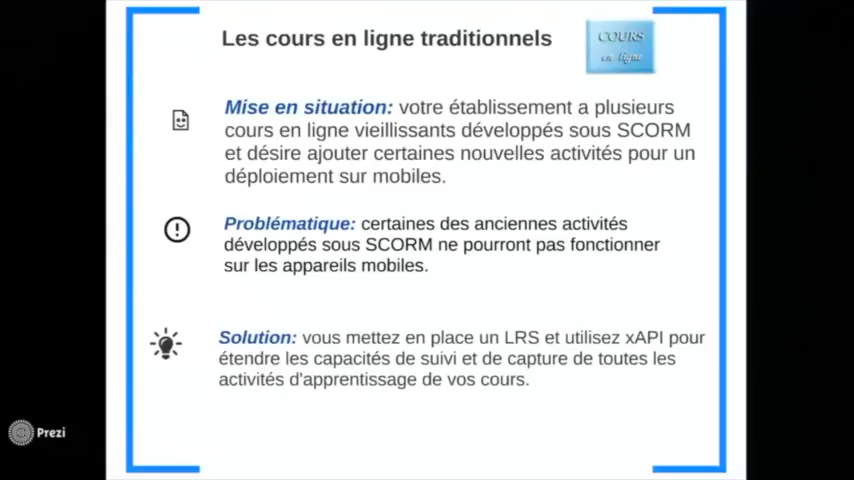 Les cours en ligne traditionnels
COURS
en ligne
Mise en situation: votre établissement a plusieurs
cours en ligne vieillissants développés sous SCORM
et désire ajouter certaines nouvelles activités pour un
déploiement sur mobiles.
Problématique: certaines des anciennes activités
développés sous SCORM ne pourront pas fonctionner
sur les appareils mobiles.
Solution: vous mettez en place un LRS et utilisez xAPI pour
étendre les capacités de suivi et de capture de toutes les
activités d'apprentissage de vos cours.
Prezi